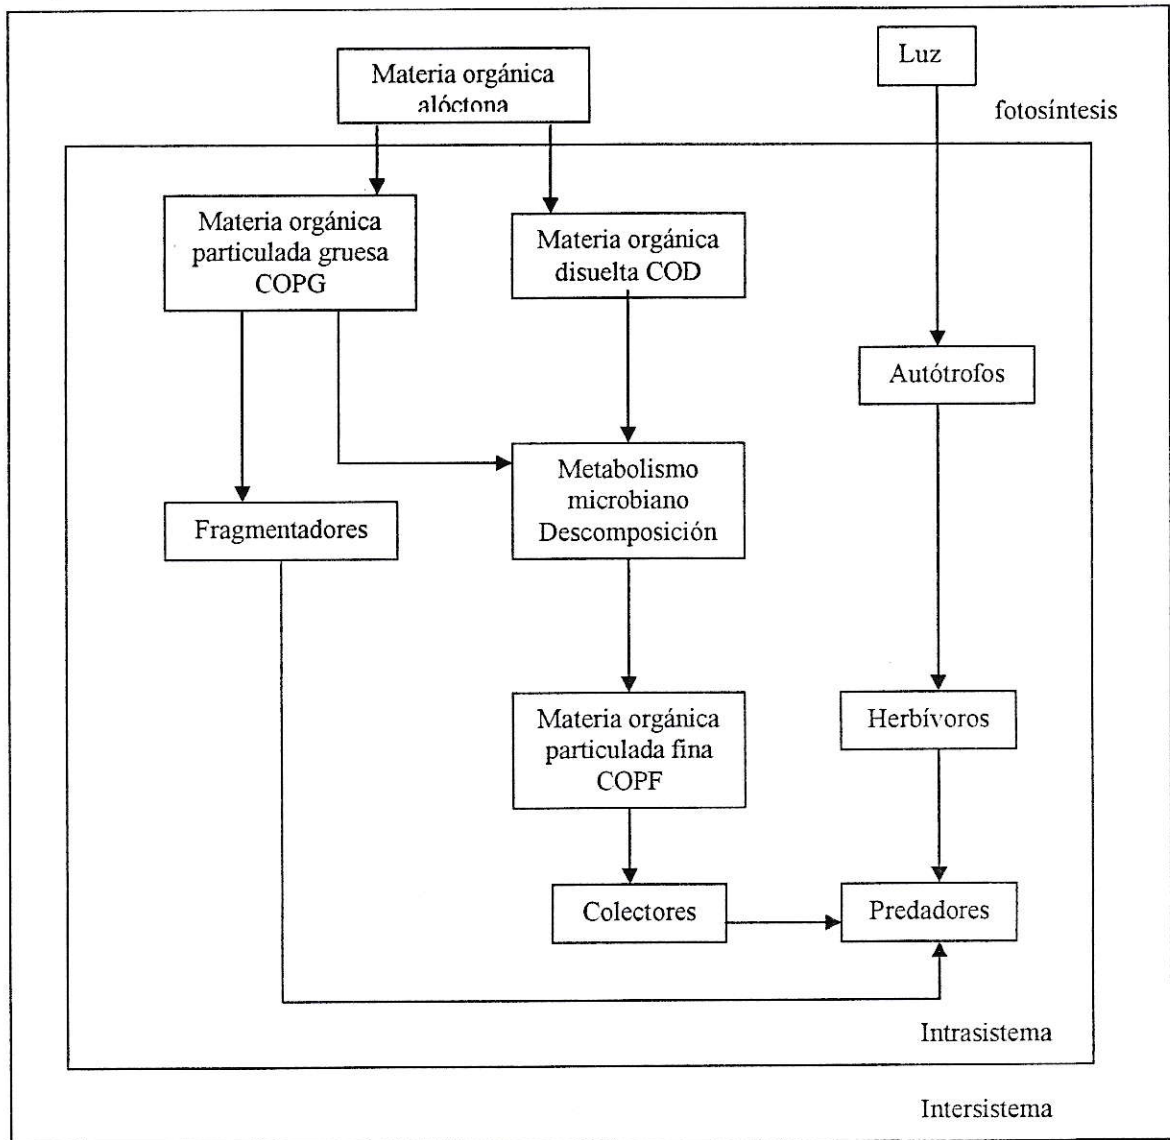 Materia orgánica
alóctona
Luz
fotosíntesis
Materia orgánica
particulada gruesa
COPG
Materia orgánica
disuelta COD
Autótrofos
Metabolismo
microbiano
Descomposición
Fragmentadores
Materia orgánica
particulada fina
COPF
Herbívoros
Colectores
Predadores
Intrasistema
Intersistema